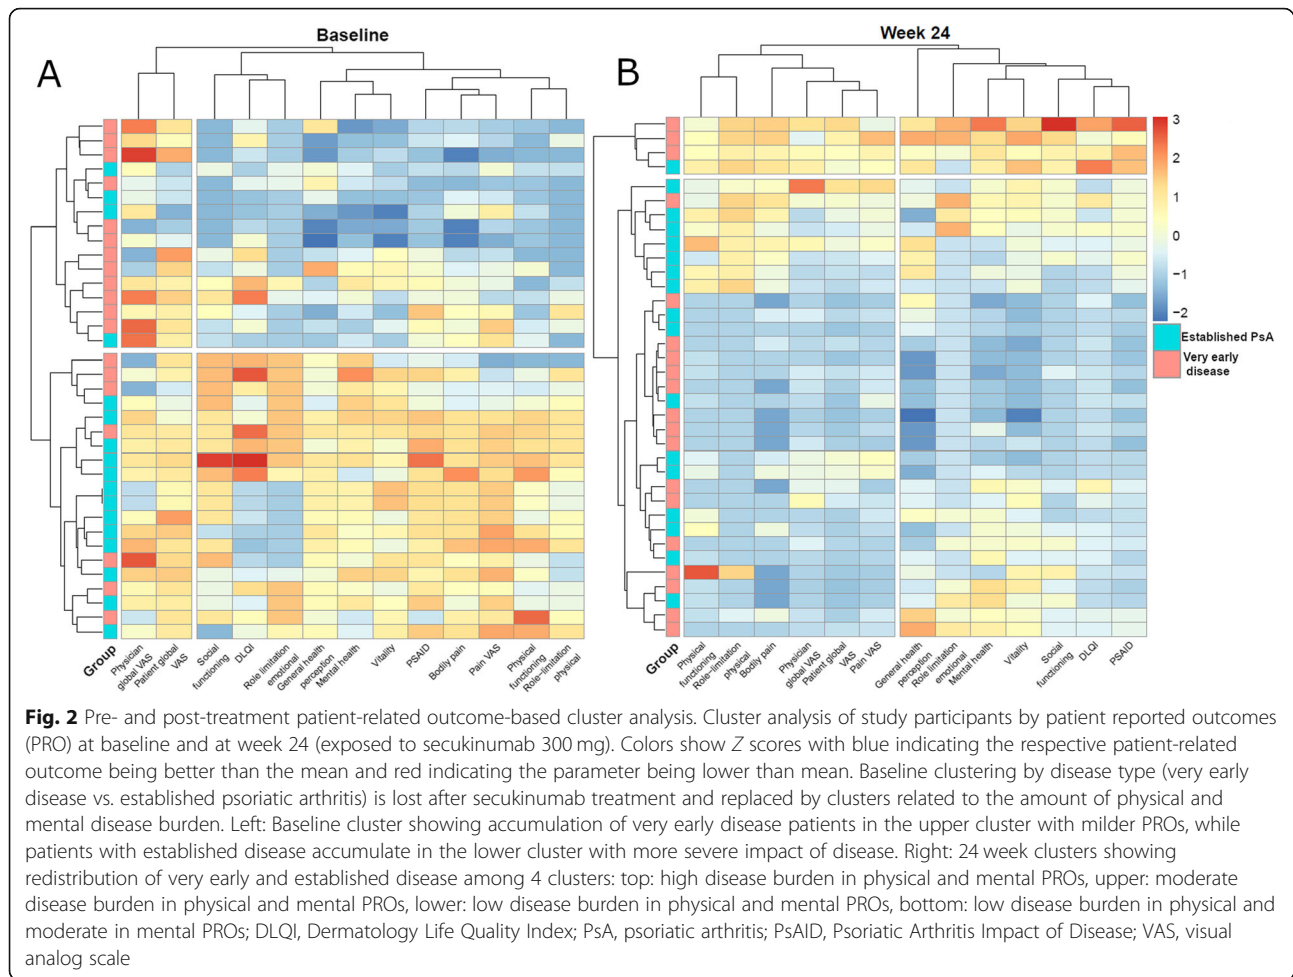 Baseline
Week 24
A
B
3
2
1
0
−1
−2
Established PsA
Very early
disease
Group
Physician
global VAS
Patient global
VAS
Social
functioning
DLQI
Role limitation
emotional
General health
perception
Mental health
Vitality
PSAID
Bodily pain
Pain VAS
Physical
functioning
Role-limitation
physical
Group
Physical
functioning
Role-limitation
physical
Bodily pain
Physician
global VAS
Patient global
VAS
Pain VAS
General health
perception
Role limitation
emotional
Mental health
Vitality
Social
functioning
DLQI
PSAID
Fig. 2 Pre- and post-treatment patient-related outcome-based cluster analysis. Cluster analysis of study participants by patient reported outcomes
(PRO) at baseline and at week 24 (exposed to secukinumab 300 mg). Colors show Z scores with blue indicating the respective patient-related
outcome being better than the mean and red indicating the parameter being lower than mean. Baseline clustering by disease type (very early
disease vs. established psoriatic arthritis) is lost after secukinumab treatment and replaced by clusters related to the amount of physical and
mental disease burden. Left: Baseline cluster showing accumulation of very early disease patients in the upper cluster with milder PROs, while
patients with established disease accumulate in the lower cluster with more severe impact of disease. Right: 24 week clusters showing
redistribution of very early and established disease among 4 clusters: top: high disease burden in physical and mental PROs, upper: moderate
disease burden in physical and mental PROs, lower: low disease burden in physical and mental PROs, bottom: low disease burden in physical and
moderate in mental PROs; DLQI, Dermatology Life Quality Index; PsA, psoriatic arthritis; PsAID, Psoriatic Arthritis Impact of Disease; VAS, visual
analog scale